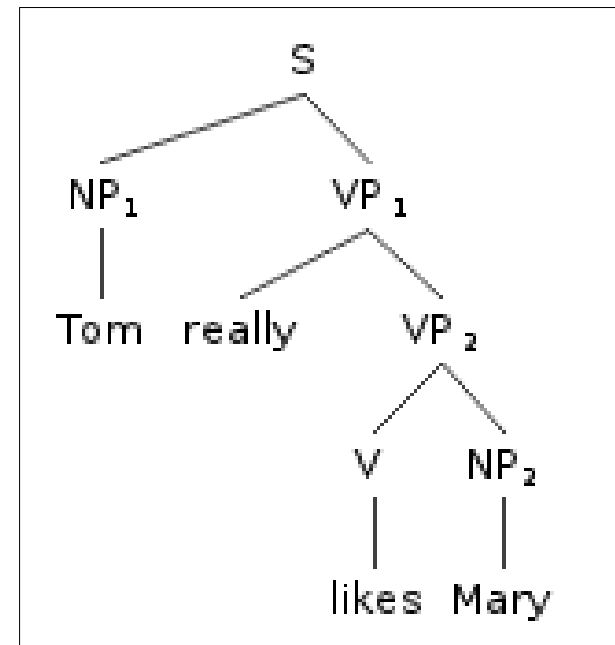 S
NP₁ VP₁
Tom really VP₂
V NP₂
likes Mary